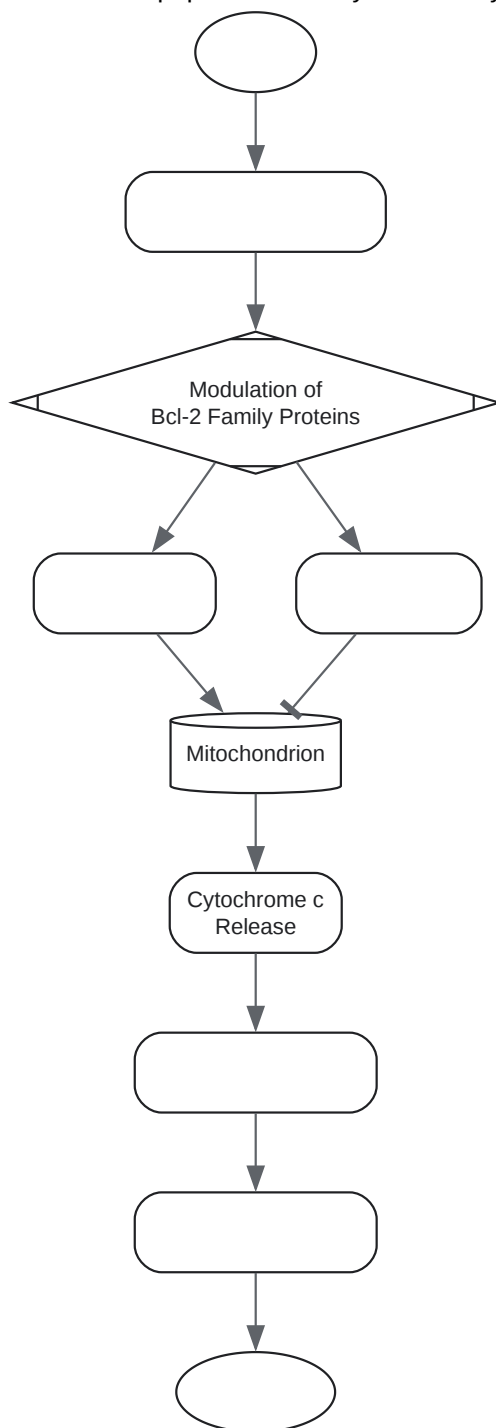 Modulation of
Bcl-2 Family Proteins
Mitochondrion
Cytochrome c
Release